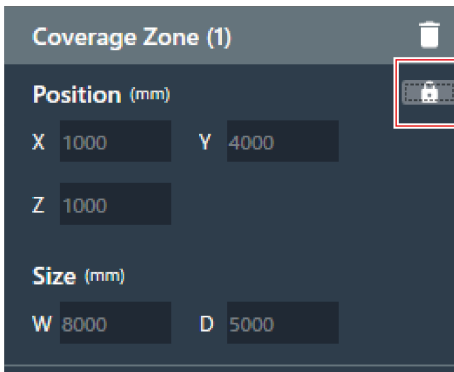 Coverage Zone (1)
Position (mm)
X 1000 Y 4000
Z 1000
Size (mm)
W 8000 D 5000